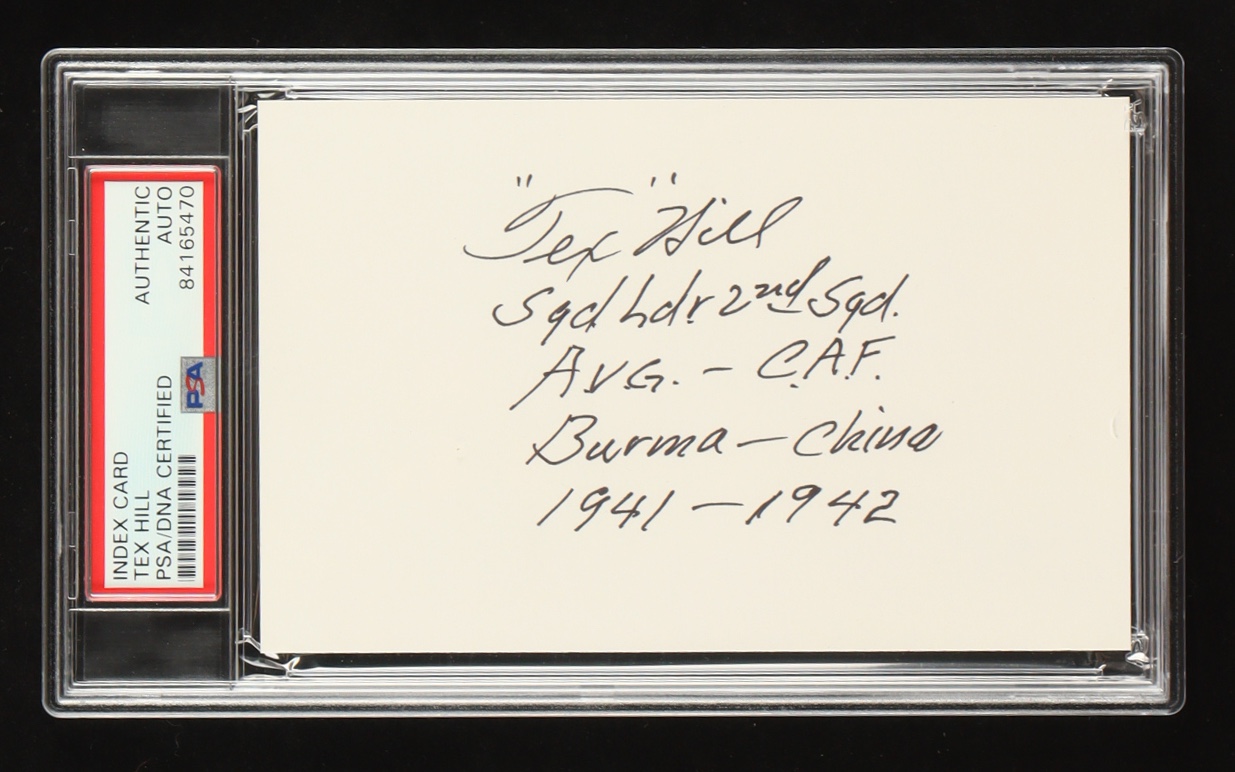 INDEX CARD
TEX HILL
PSA/DNA CERTIFIED
AUTHENTIC
AUTO
84165470
PSA
"Tex" Hill
Sqd Ldr 2nd Sqd.
AVG. – C.A.F.
Burma – China
1941 – 1942